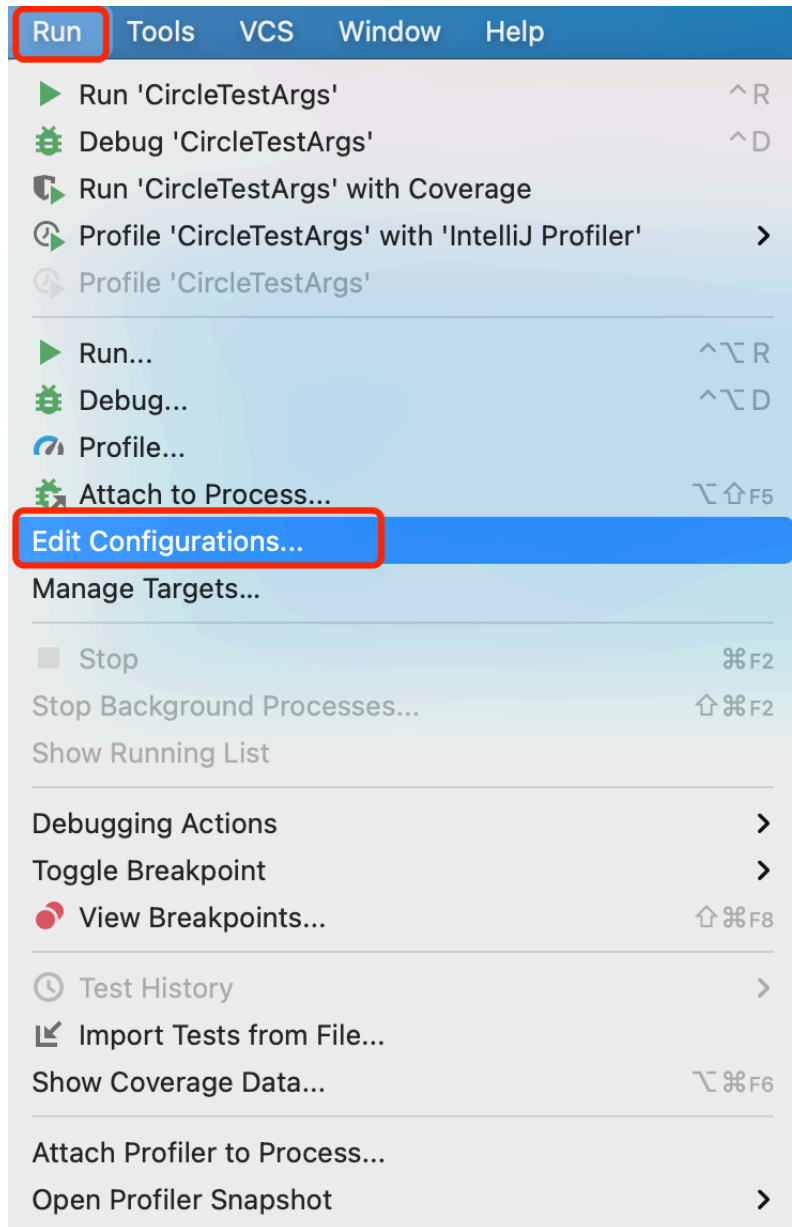 Run Tools VCS Window Help
Run 'CircleTestArgs' ^ R
Debug 'CircleTestArgs' ^ D
Run 'CircleTestArgs' with Coverage
Profile 'CircleTestArgs' with 'IntelliJ Profiler'
Profile 'CircleTestArgs'
Run... ^⌥ R
Debug... ^⌥ D
Profile...
Attach to Process... ⌥⇧F5
Edit Configurations...
Manage Targets...
Stop ⌘F2
Stop Background Processes... ⇧⌘F2
Show Running List
Debugging Actions
Toggle Breakpoint
View Breakpoints... ⇧⌘F8
Test History
Import Tests from File...
Show Coverage Data... ⌥⌘F6
Attach Profiler to Process...
Open Profiler Snapshot